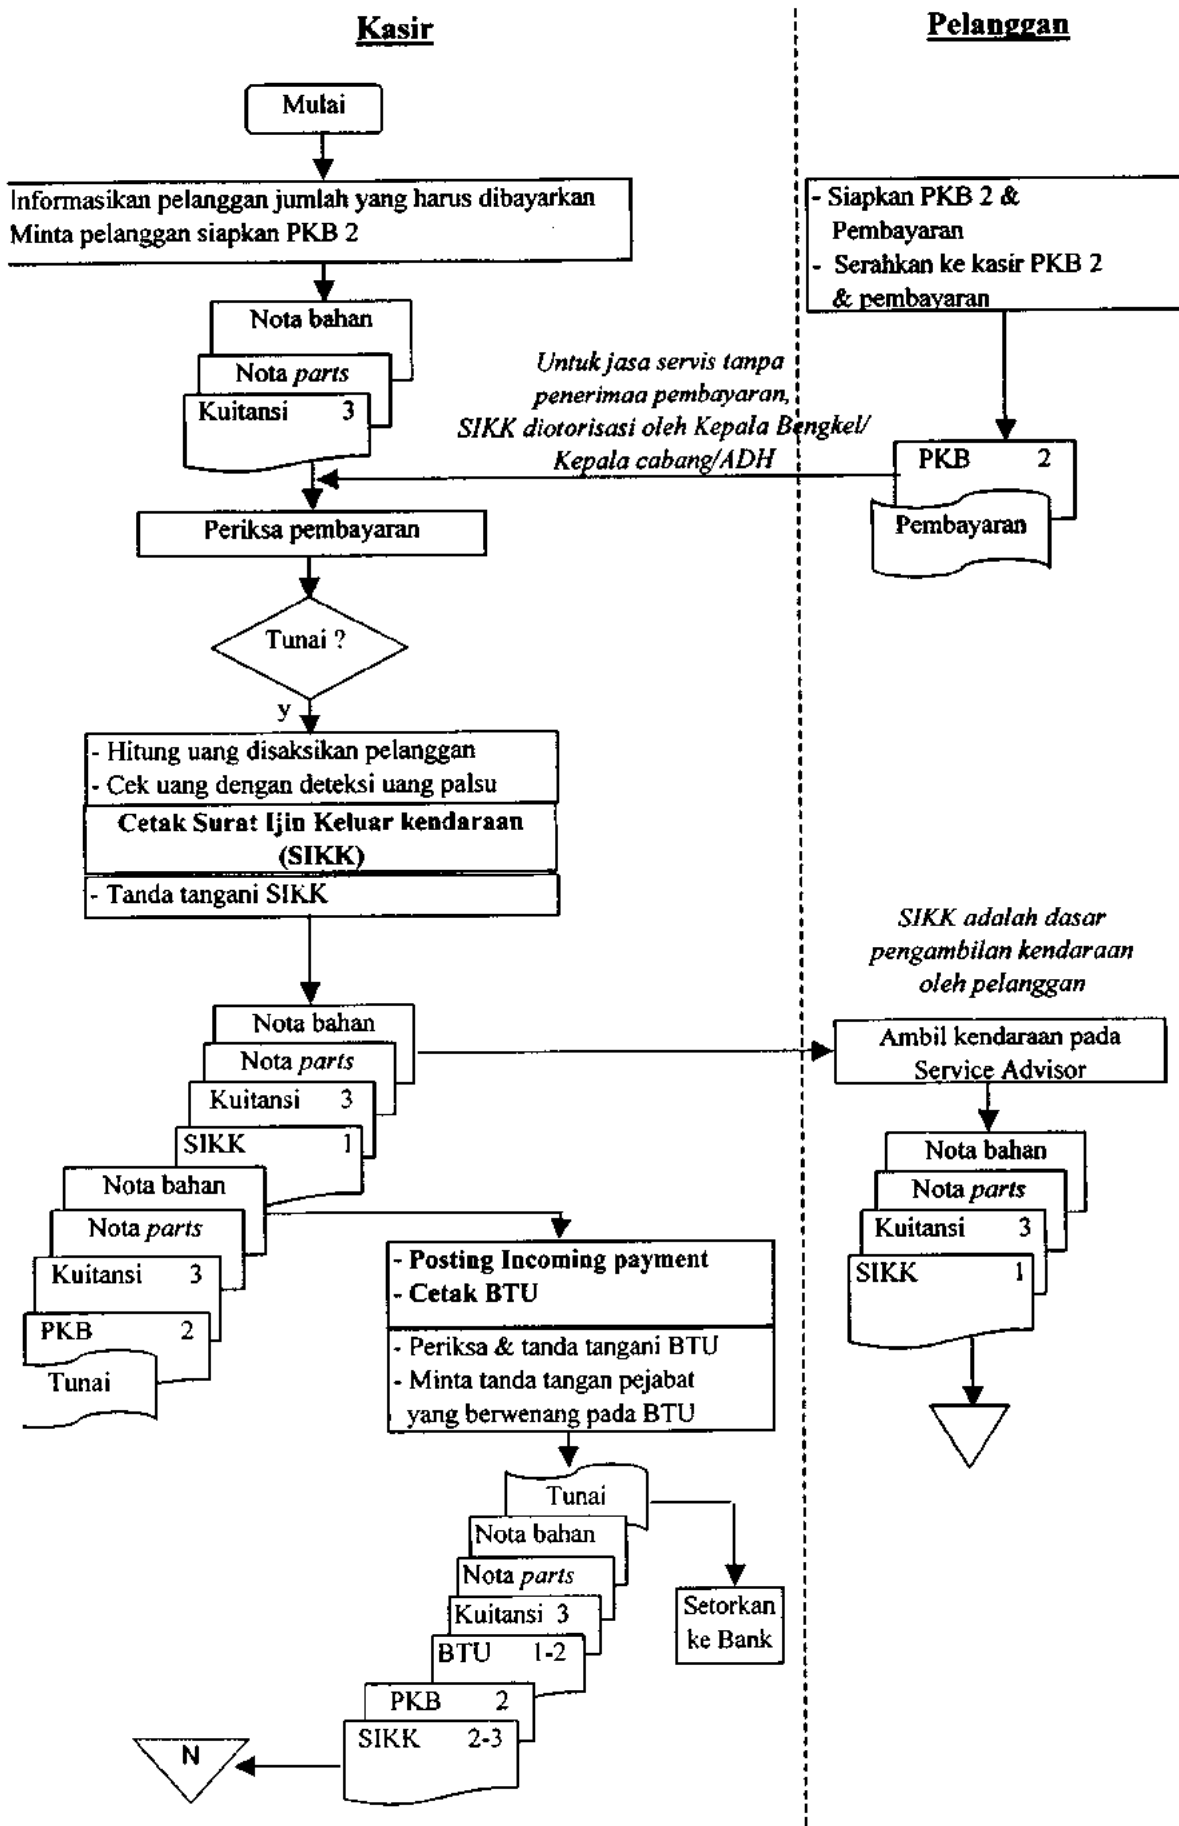 Kasir
Pelanggan
Mulai
Informasikan pelanggan jumlah yang harus dibayarkan
Minta pelanggan siapkan PKB 2
- Siapkan PKB 2 &
Pembayaran
- Serahkan ke kasir PKB 2
& pembayaran
Nota bahan
Nota parts
Kuitansi 3
Untuk jasa servis tanpa
penerimaa pembayaran,
SIKK diotorisasi oleh Kepala Bengkel/
Kepala cabang/ADH
PKB 2
Pembayaran
Periksa pembayaran
Tunai ?
y
- Hitung uang disaksikan pelanggan
- Cek uang dengan deteksi uang palsu
Cetak Surat Ijin Keluar kendaraan
(SIKK)
- Tanda tangani SIKK
SIKK adalah dasar
pengambilan kendaraan
oleh pelanggan
Nota bahan
Nota parts
Kuitansi 3
SIKK 1
Ambil kendaraan pada
Service Advisor
Nota bahan
Nota parts
Kuitansi 3
SIKK 1
Nota bahan
Nota parts
Kuitansi 3
PKB 2
Tunai
- Posting Incoming payment
- Cetak BTU
- Periksa & tanda tangani BTU
- Minta tanda tangan pejabat
yang berwenang pada BTU
Tunai
Nota bahan
Nota parts
Kuitansi 3
BTU 1-2
PKB 2
SIKK 2-3
Setorkan
ke Bank
N